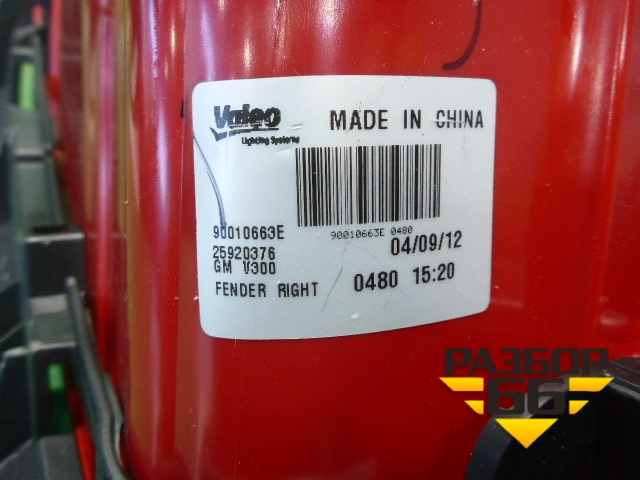 Valeo MADE IN CHINA
Lighting Systems
90010663E 0480
90010663E
25920376 04/09/12
GM V300
FENDER RIGHT 0480 15:20
РАЗБОР
66